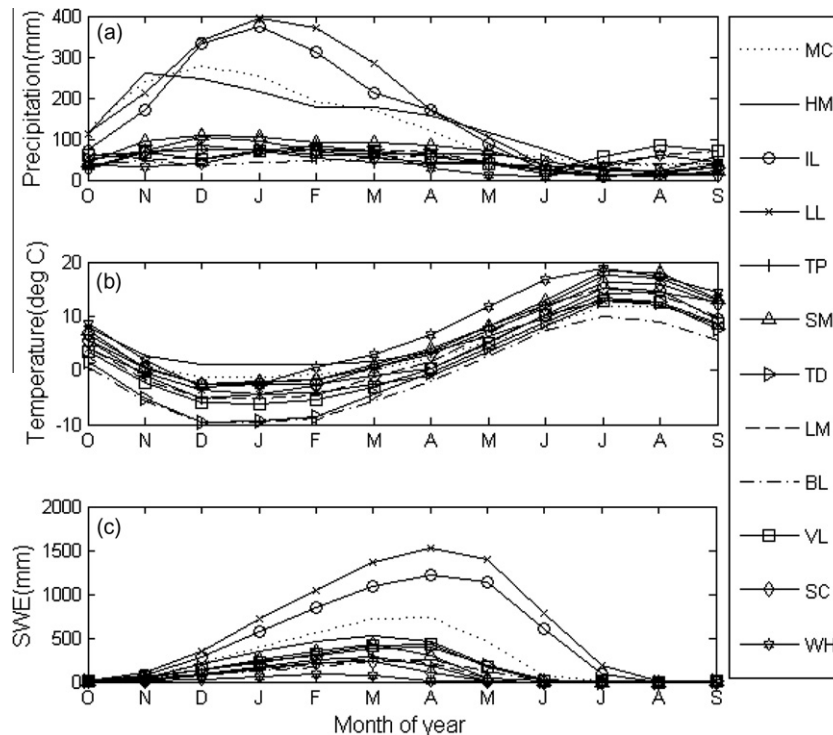 (a)
Precipitation(mm)
400
300
200
100
0
O N D J F M A M J J A S
(b)
Temperature(deg C)
20
10
0
-10
O N D J F M A M J J A S
(c)
SWE(mm)
2000
1500
1000
500
0
O N D J F M A M J J A S
Month of year
MC
HM
IL
LL
TP
SM
TD
LM
BL
VL
SC
WH